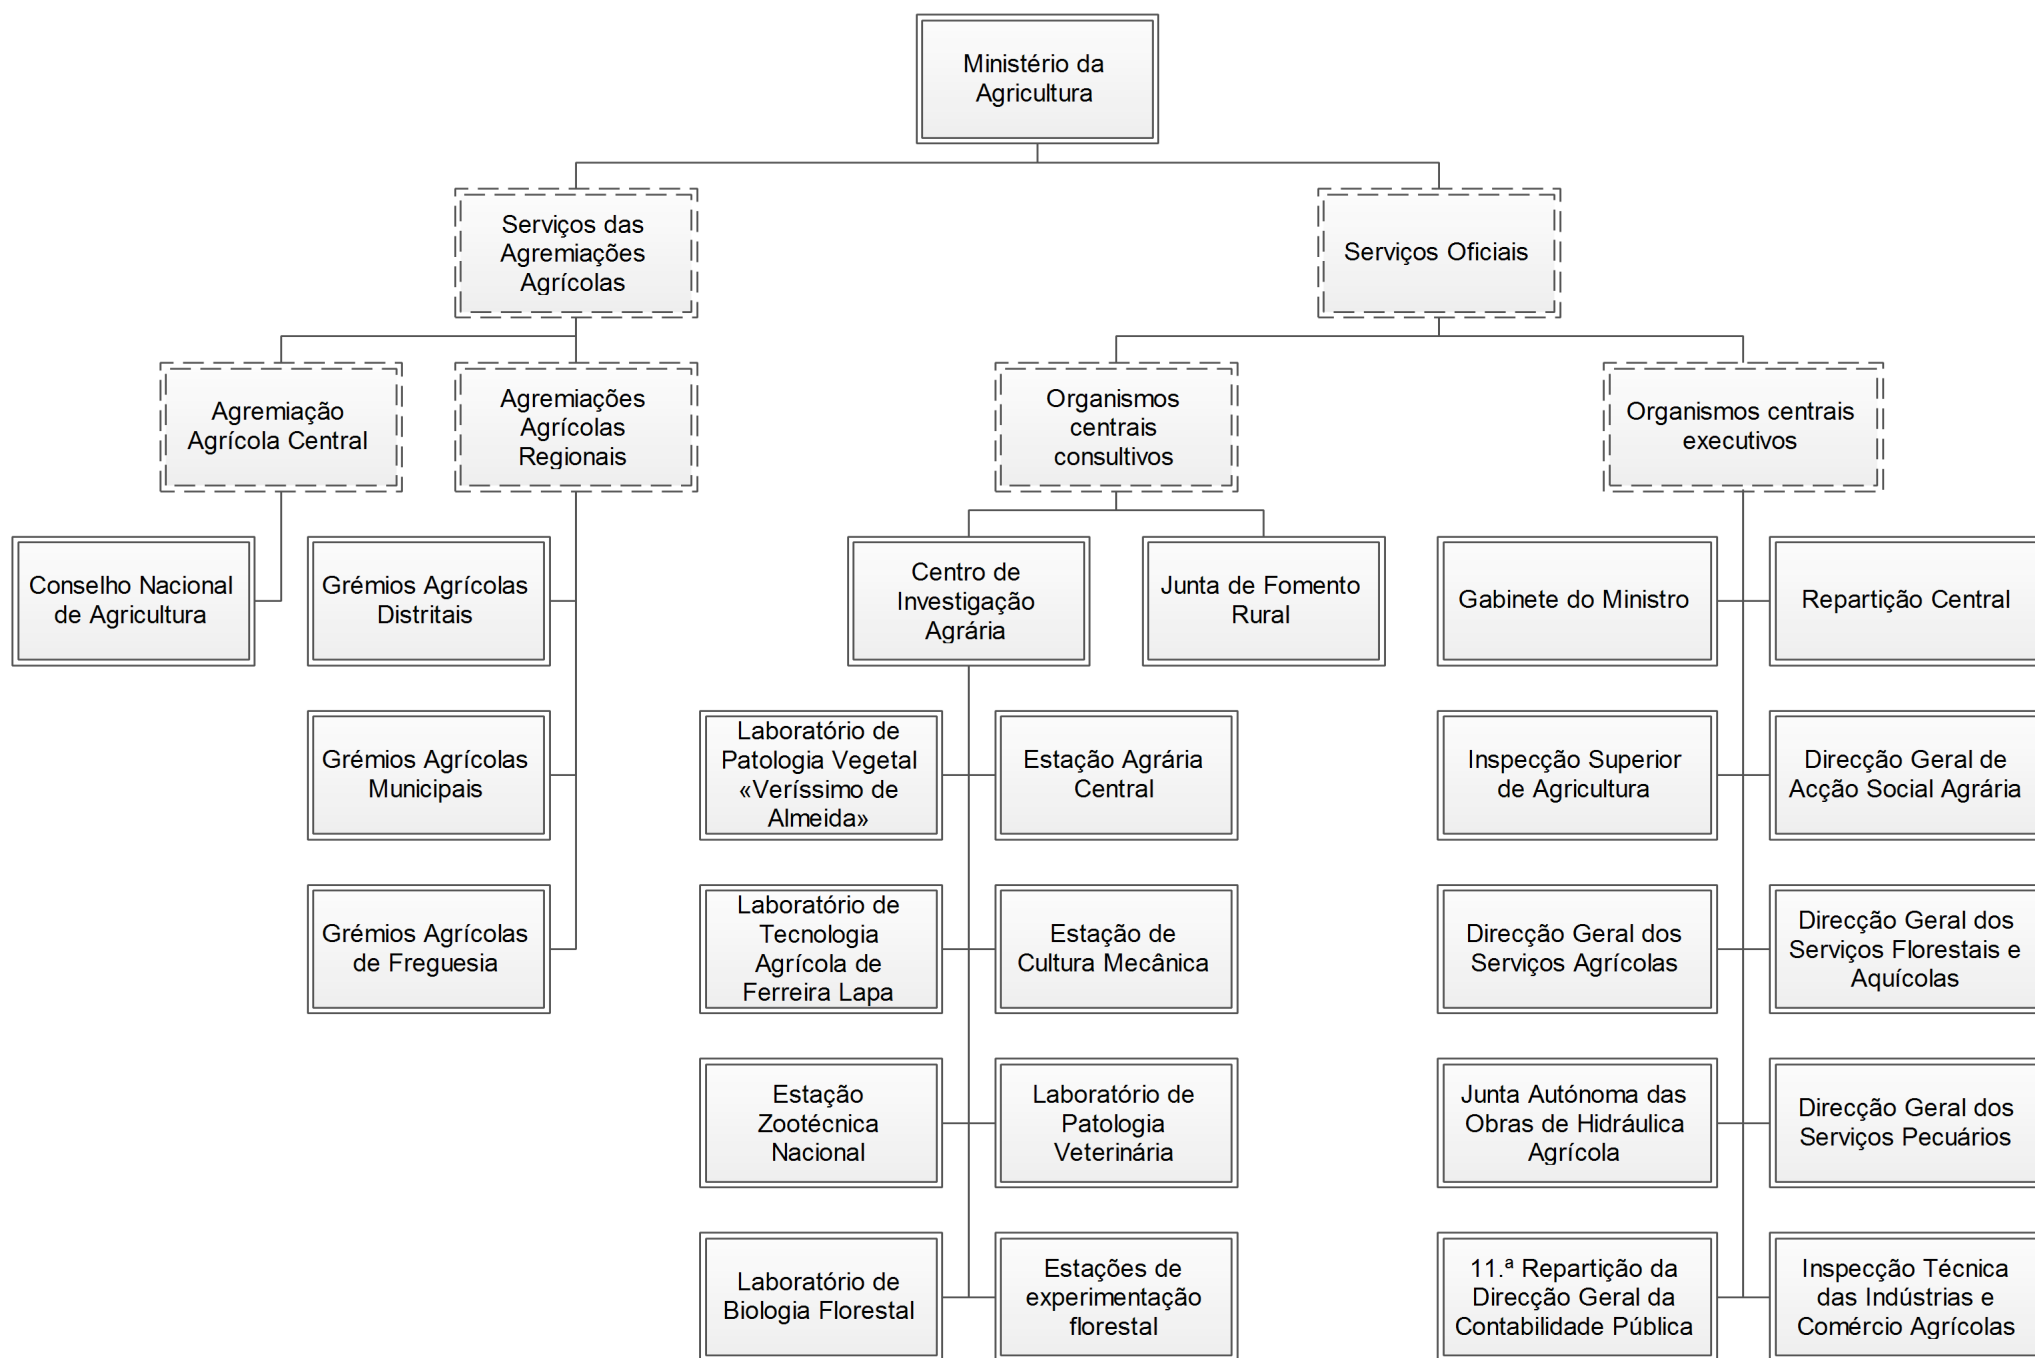 Ministério da
Agricultura
Serviços das
Agremiações
Agrícolas
Serviços Oficiais
Agremiação
Agrícola Central
Agremiações
Agrícolas
Regionais
Organismos
centrais
consultivos
Organismos centrais
executivos
Conselho Nacional
de Agricultura
Grémios Agrícolas
Distritais
Centro de
Investigação
Agrária
Junta de Fomento
Rural
Gabinete do Ministro
Repartição Central
Grémios Agrícolas
Municipais
Laboratório de
Patologia Vegetal
«Veríssimo de
Almeida»
Estação Agrária
Central
Inspecção Superior
de Agricultura
Direcção Geral de
Acção Social Agrária
Grémios Agrícolas
de Freguesia
Laboratório de
Tecnologia
Agrícola de
Ferreira Lapa
Estação de
Cultura Mecânica
Direcção Geral dos
Serviços Agrícolas
Direcção Geral dos
Serviços Florestais e
Aquícolas
Estação
Zootécnica
Nacional
Laboratório de
Patologia
Veterinária
Junta Autónoma das
Obras de Hidráulica
Agrícola
Direcção Geral dos
Serviços Pecuários
Laboratório de
Biologia Florestal
Estações de
experimentação
florestal
11.ª Repartição da
Direcção Geral da
Contabilidade Pública
Inspecção Técnica
das Indústrias e
Comércio Agrícolas